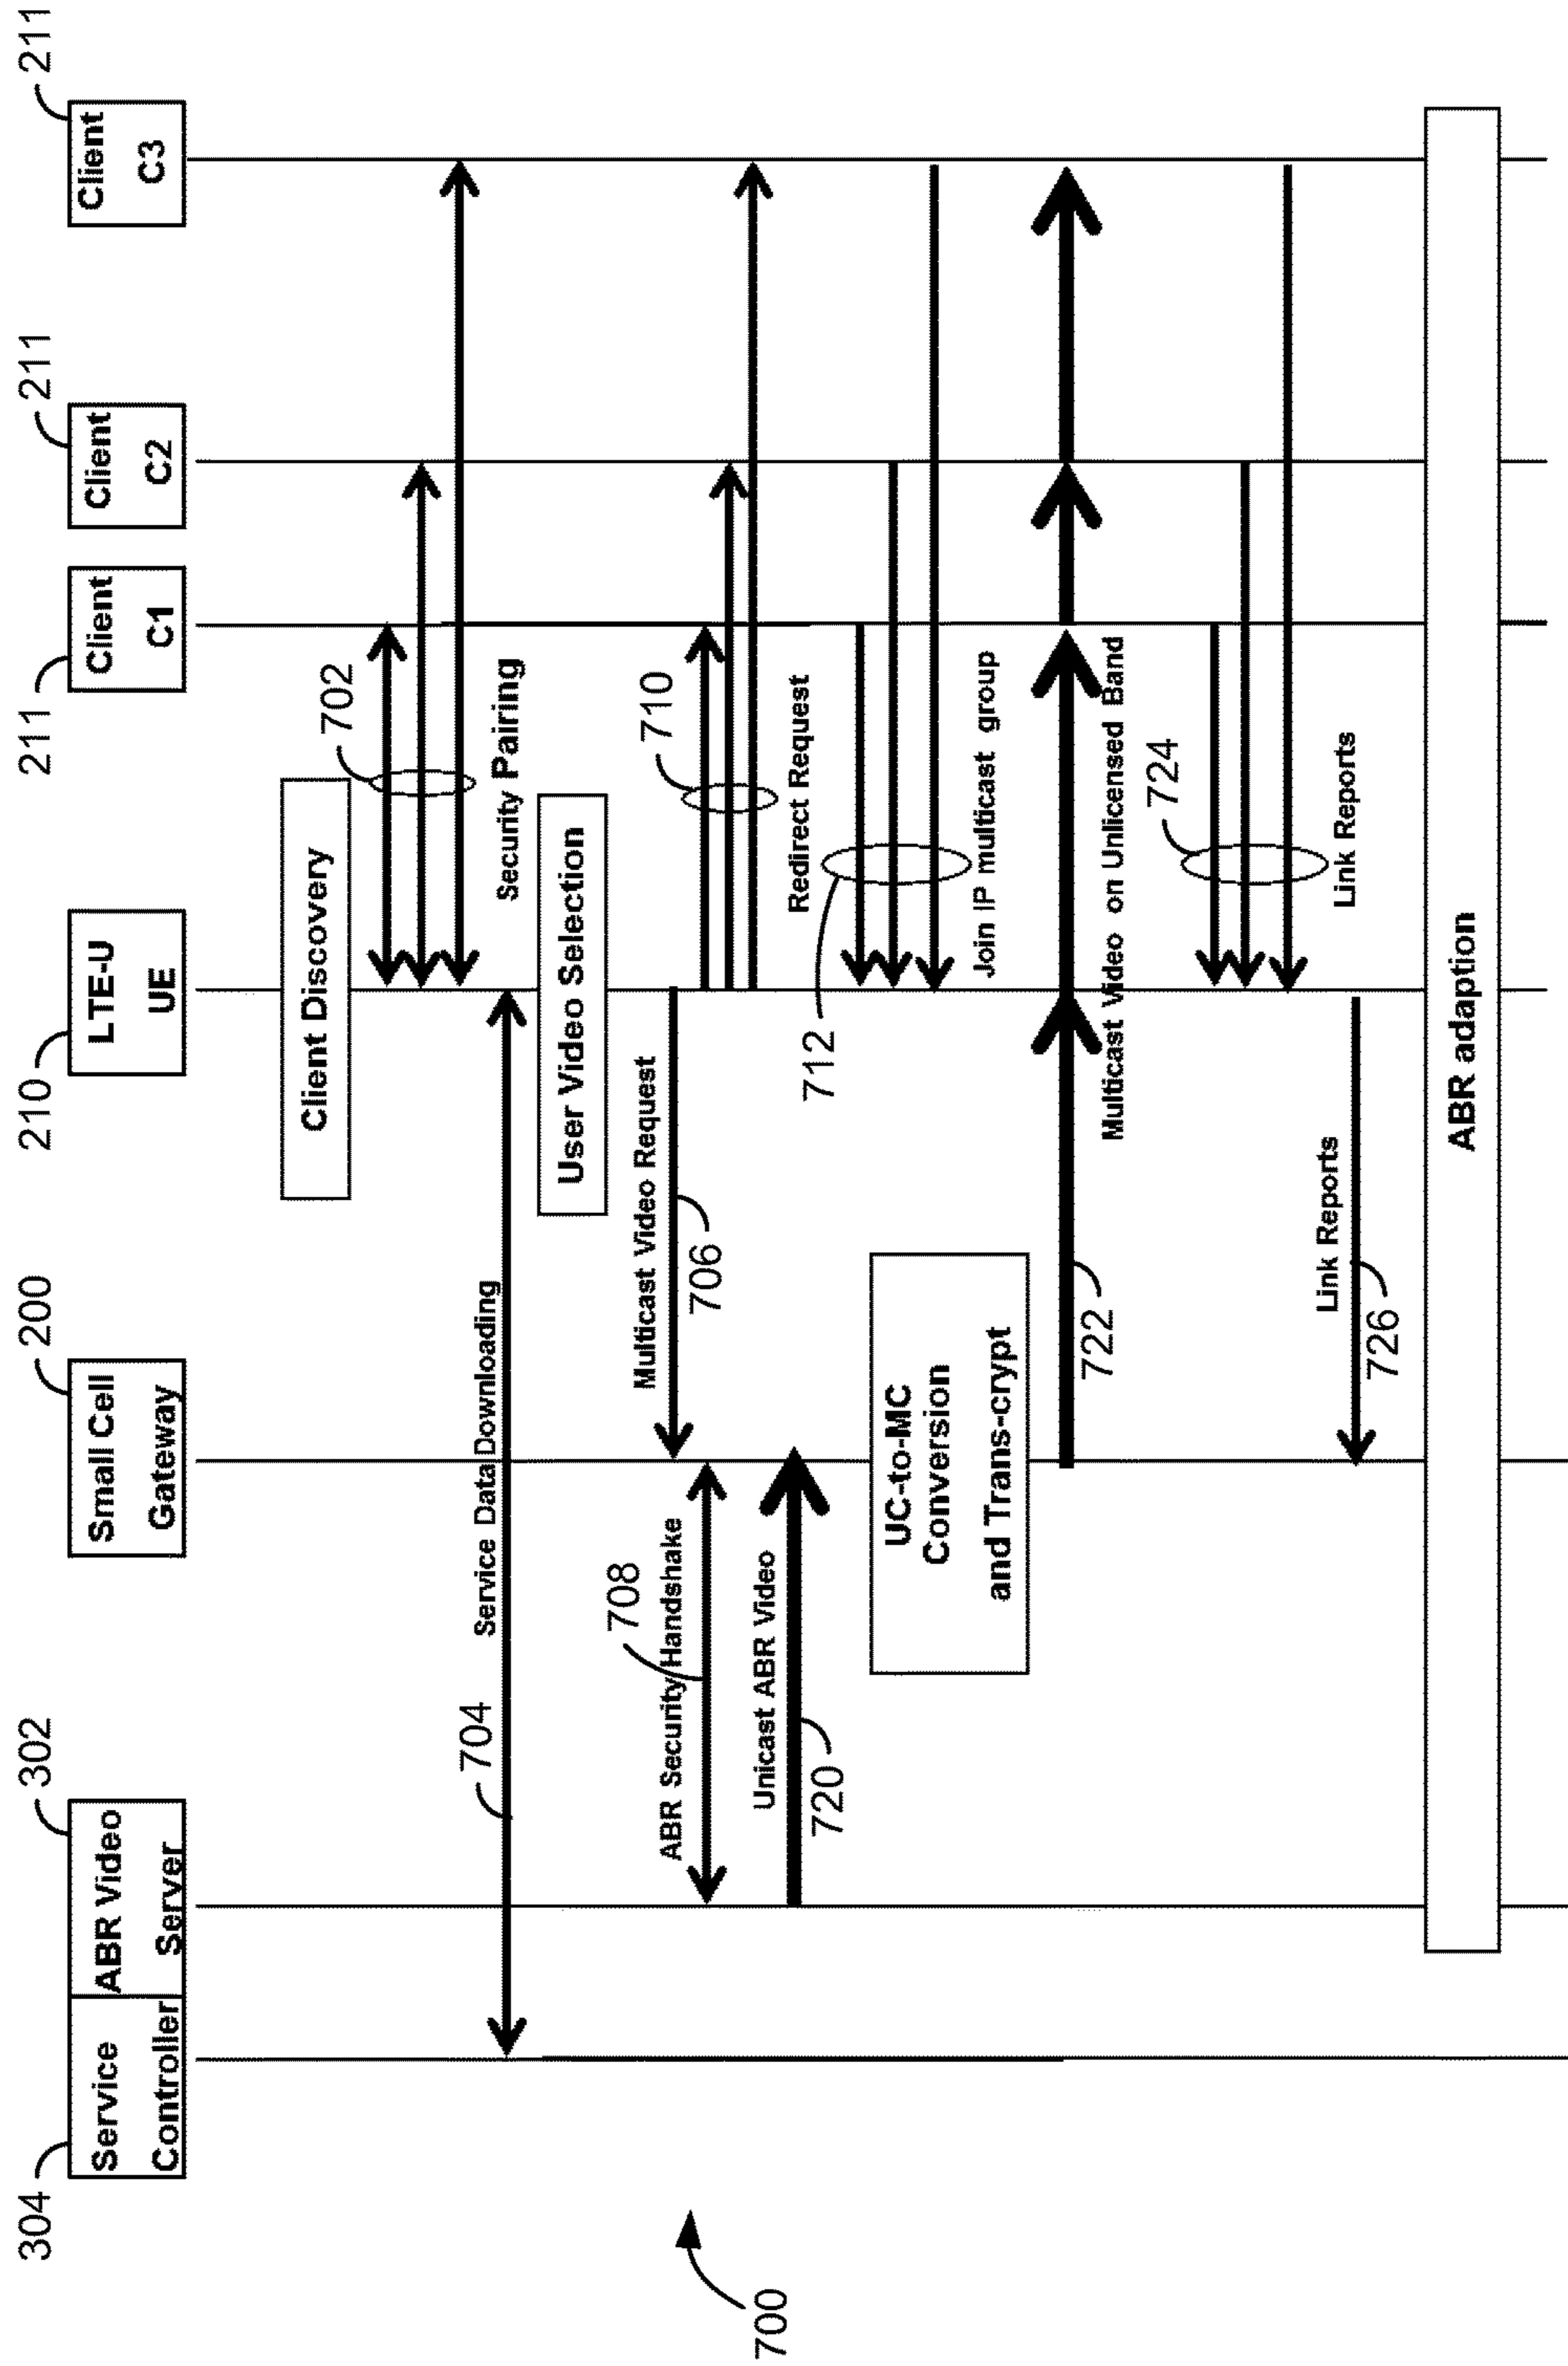 304
302
200
210
211
211
211
Service
Controller
ABR Video
Server
Small Cell
Gateway
LTE-U
UE
Client
C1
Client
C2
Client
C3
Client Discovery
702
Security Pairing
704
Service Data Downloading
User Video Selection
Multicast Video Request
706
708
ABR Security Handshake
710
Redirect Request
Unicast ABR Video
720
712
Join IP multicast group
UC-to-MC
Conversion
and Trans-crypt
722
Multicast Video on Unlicensed Band
724
Link Reports
Link Reports
726
ABR adaption
700